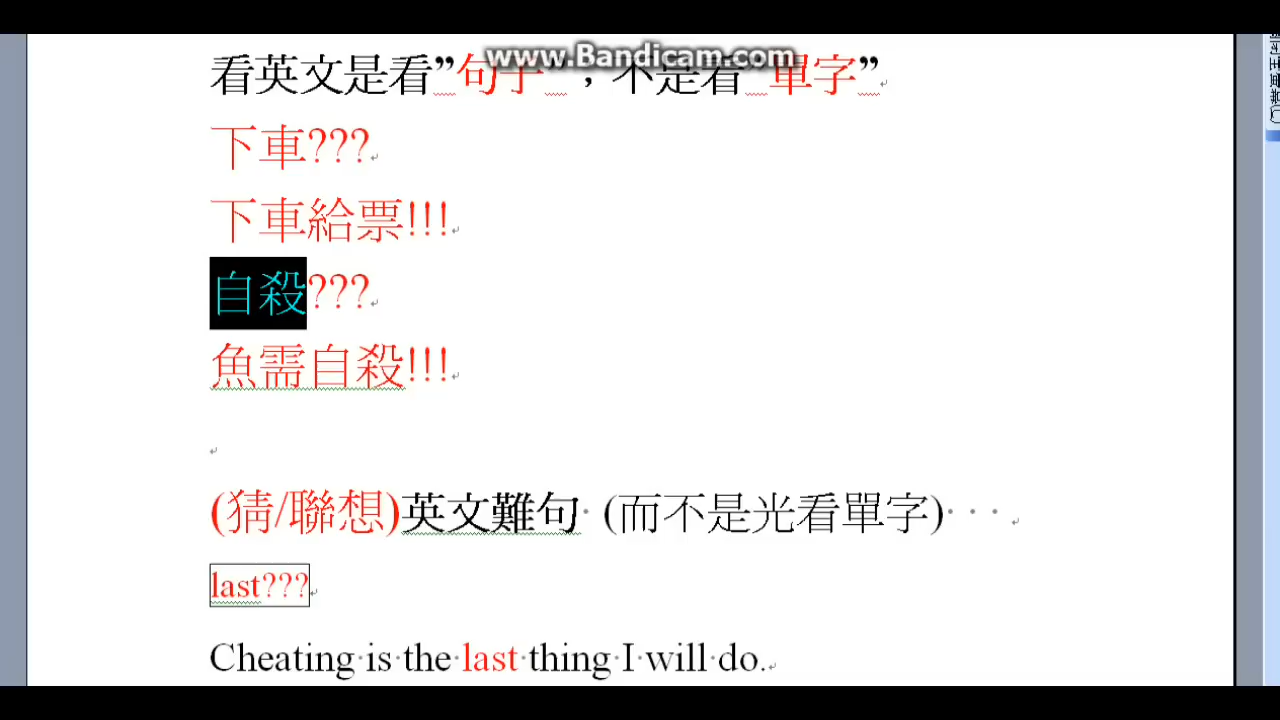 www.Bandicam.com
看英文是看”句子”，不是看”單字”
下車???
下車給票!!!
自殺???
魚需自殺!!!
(猜/聯想)英文難句 (而不是光看單字)
last???
Cheating is the last thing I will do.